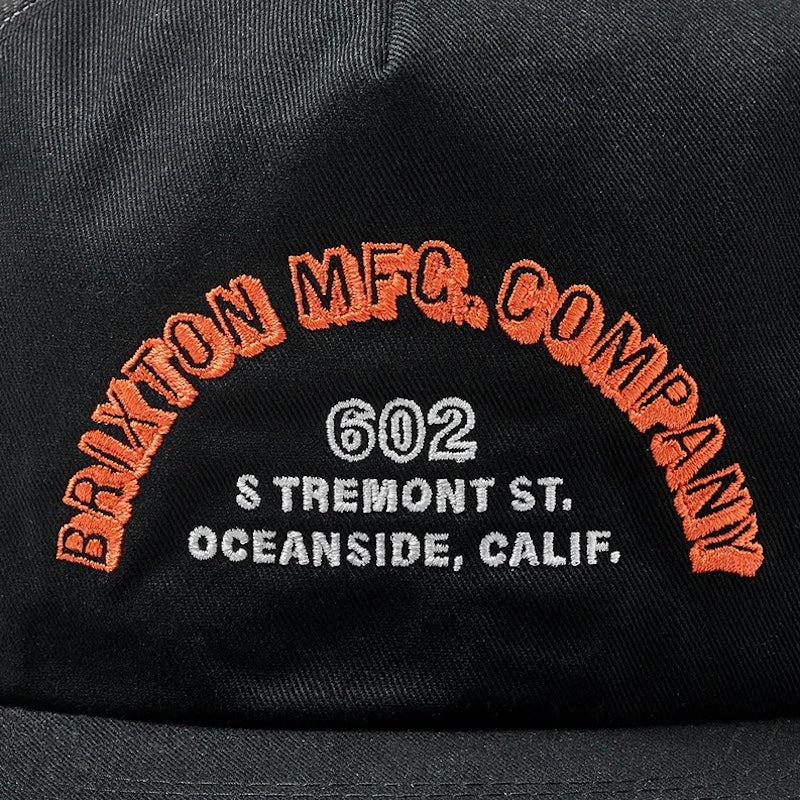 BRIXTON MFG. COMPANY
602
S TREMONT ST.
OCEANSIDE, CALIF.